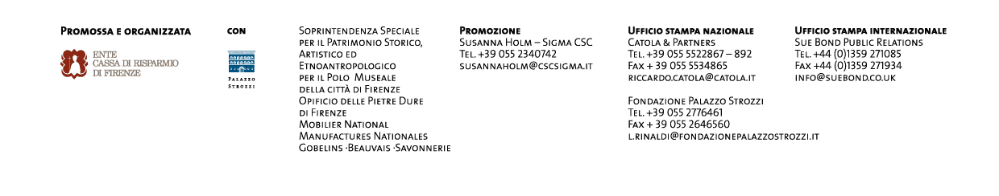 Promossa e organizzata
ENTE
CASSA DI RISPARMIO
DI FIRENZE
con
PALAZZO
STROZZI
Soprintendenza Speciale
per il Patrimonio Storico,
Artistico ed
Etnoantropologico
per il Polo Museale
della città di Firenze
Opificio delle Pietre Dure
di Firenze
Mobilier National
Manufactures Nationales
Gobelins ·Beauvais ·Savonnerie
Promozione
Susanna Holm – Sigma CSC
Tel. +39 055 2340742
susannaholm@cscsigma.it
Ufficio stampa nazionale
Catola & Partners
Tel. +39 055 5522867 – 892
Fax + 39 055 5534865
riccardo.catola@catola.it
Fondazione Palazzo Strozzi
Tel. +39 055 2776461
Fax + 39 055 2646560
l.rinaldi@fondazionepalazzostrozzi.it
Ufficio stampa internazionale
Sue Bond Public Relations
Tel. +44 (0)1359 271085
Fax +44 (0)1359 271934
info@suebond.co.uk